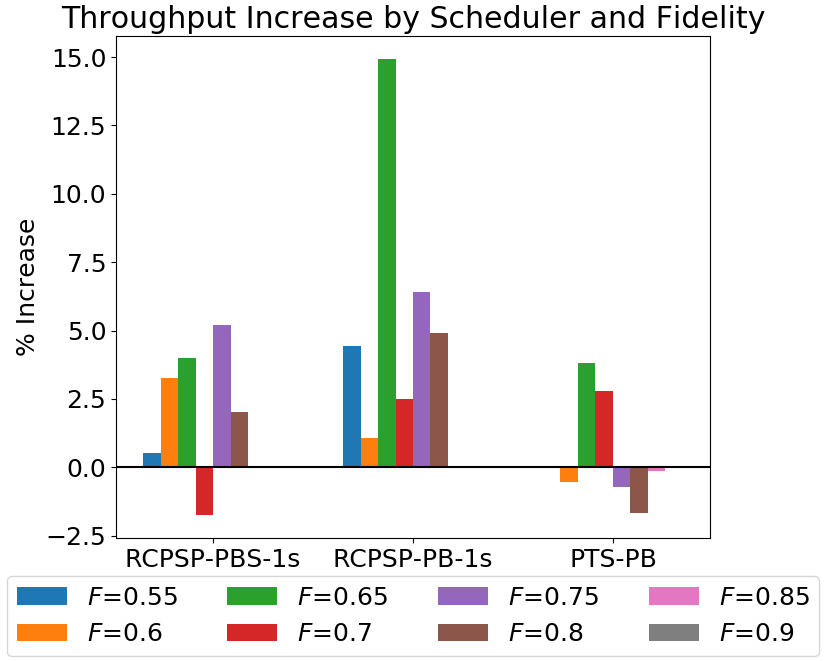 Throughput Increase by Scheduler and Fidelity
% Increase
15.0
12.5
10.0
7.5
5.0
2.5
0.0
−2.5
RCPSP-PBS-1s RCPSP-PB-1s PTS-PB
F=0.55 F=0.65 F=0.75 F=0.85
F=0.6 F=0.7 F=0.8 F=0.9